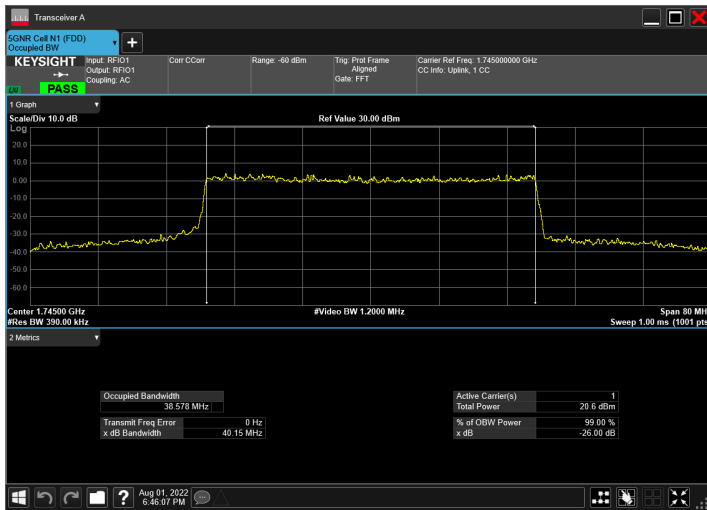 Transceiver A
5GNR Cell N1 (FDD)
Occupied BW
KEYSIGHT
LXI
PASS
Input: RFIO1
Output: RFIO1
Coupling: AC
Corr CCorr
Range: -60 dBm
Trig: Prot Frame
Aligned
Gate: FFT
Carrier Ref Freq: 1.745000000 GHz
CC Info: Uplink, 1 CC
1 Graph
Scale/Div 10.0 dB
Ref Value 30.00 dBm
Log
20.0
10.0
0.00
-10.0
-20.0
-30.0
-40.0
-50.0
-60.0
Center 1.74500 GHz
#Video BW 1.2000 MHz
Span 80 MH
#Res BW 390.00 kHz
Sweep 1.00 ms (1001 pts
2 Metrics
Occupied Bandwidth
38.578 MHz
Transmit Freq Error 0 Hz
x dB Bandwidth 40.15 MHz
Active Carrier(s) 1
Total Power 20.6 dBm
% of OBW Power 99.00 %
x dB -26.00 dB
?
Aug 01, 2022
6:46:07 PM